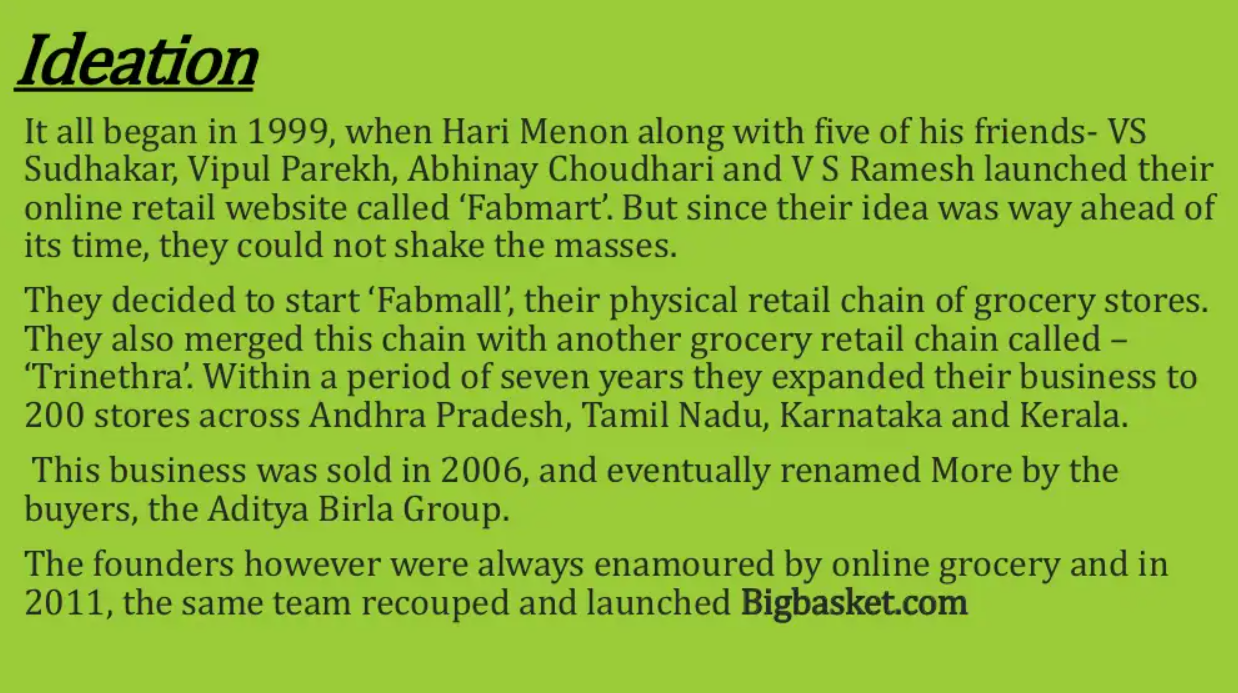 Ideation
It all began in 1999, when Hari Menon along with five of his friends- VS
Sudhakar, Vipul Parekh, Abhinay Choudhari and V S Ramesh launched their
online retail website called ‘Fabmart’. But since their idea was way ahead of
its time, they could not shake the masses.
They decided to start ‘Fabmall’, their physical retail chain of grocery stores.
They also merged this chain with another grocery retail chain called –
‘Trinethra’. Within a period of seven years they expanded their business to
200 stores across Andhra Pradesh, Tamil Nadu, Karnataka and Kerala.
This business was sold in 2006, and eventually renamed More by the
buyers, the Aditya Birla Group.
The founders however were always enamoured by online grocery and in
2011, the same team recouped and launched Bigbasket.com